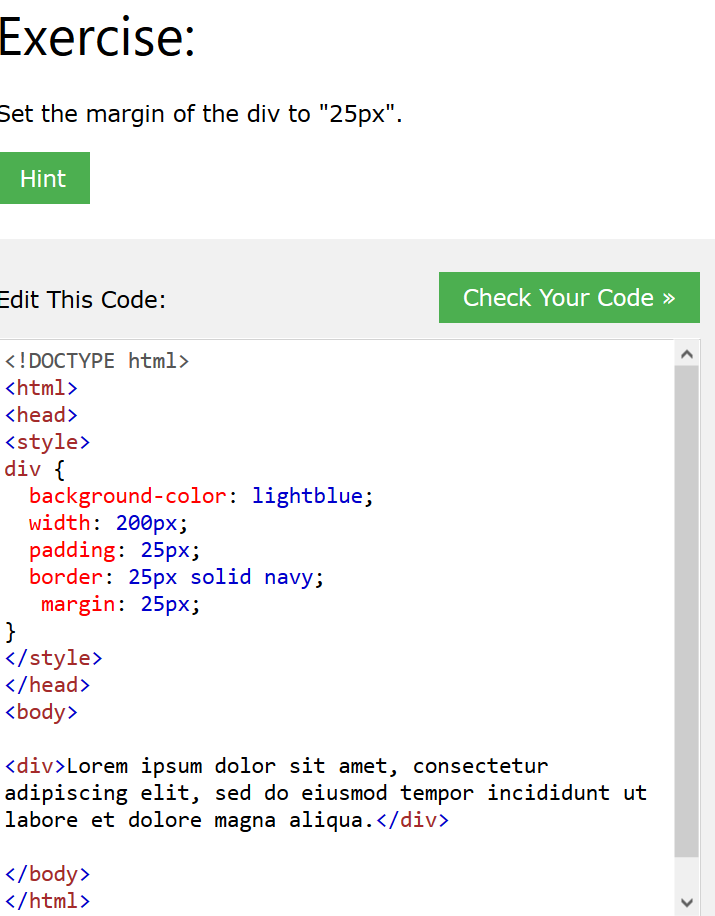 Exercise:
Set the margin of the div to "25px".
Hint
Edit This Code:
Check Your Code »
<!DOCTYPE html>
<html>
<head>
<style>
div {
  background-color: lightblue;
  width: 200px;
  padding: 25px;
  border: 25px solid navy;
   margin: 25px;
}
</style>
</head>
<body>

<div>Lorem ipsum dolor sit amet, consectetur
adipiscing elit, sed do eiusmod tempor incididunt ut
labore et dolore magna aliqua.</div>

</body>
</html>